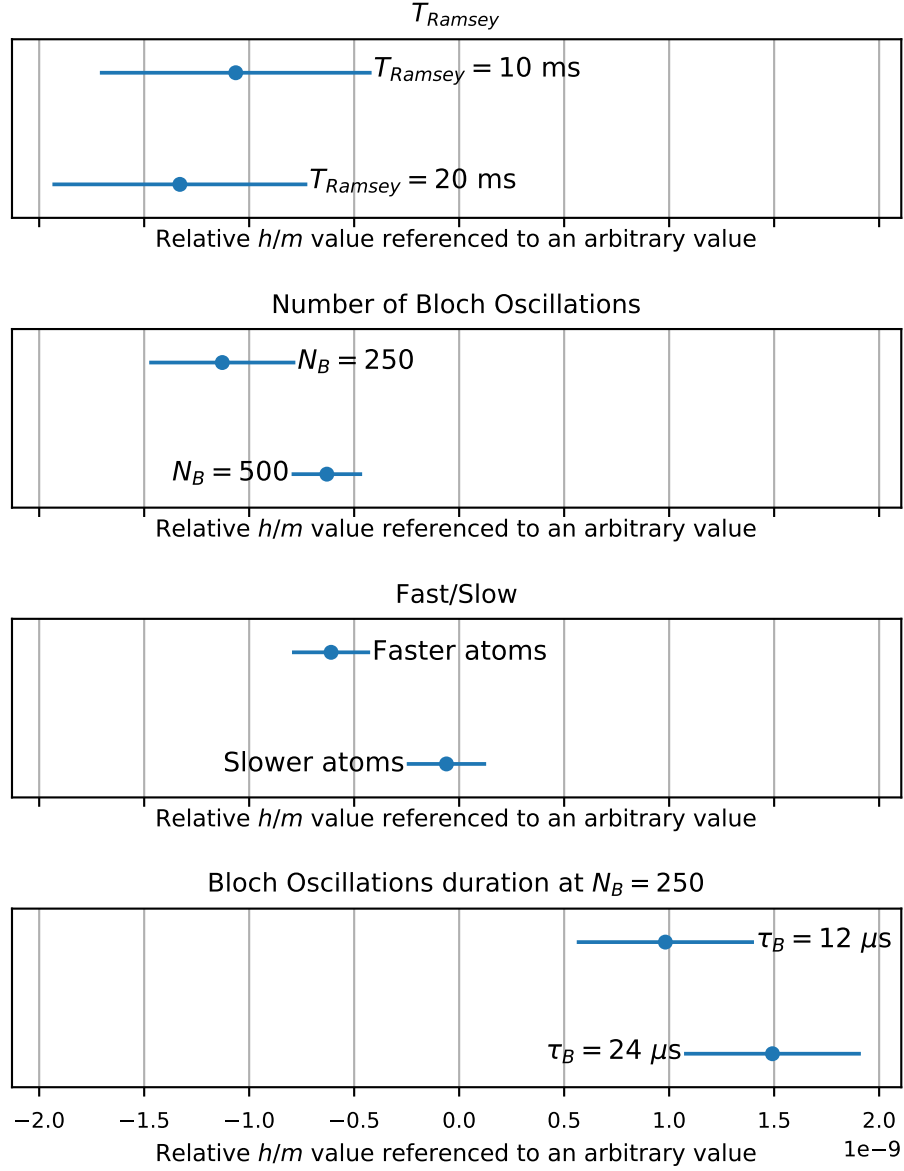 T_Ramsey
T_Ramsey = 10 ms
T_Ramsey = 20 ms
Relative h/m value referenced to an arbitrary value
Number of Bloch Oscillations
N_B = 250
N_B = 500
Relative h/m value referenced to an arbitrary value
Fast/Slow
Faster atoms
Slower atoms
Relative h/m value referenced to an arbitrary value
Bloch Oscillations duration at N_B = 250
τ_B = 12 μs
τ_B = 24 μs
−2.0 −1.5 −1.0 −0.5 0.0 0.5 1.0 1.5 2.0
Relative h/m value referenced to an arbitrary value 1e−9